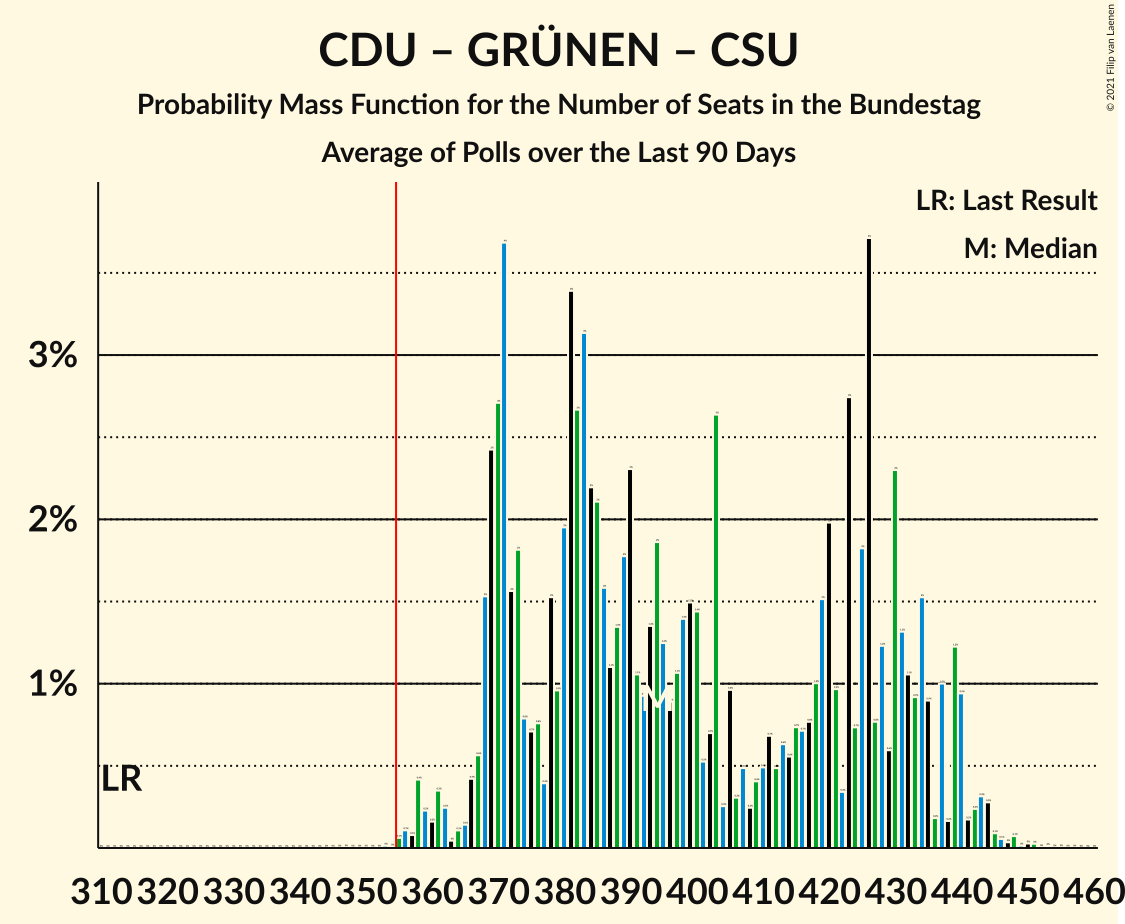 CDU – GRÜNEN – CSU
Probability Mass Function for the Number of Seats in the Bundestag
Average of Polls over the Last 90 Days
© 2021 Filip van Laenen
LR: Last Result
M: Median
3%
2%
1%
LR
M
310 320 330 340 350 360 370 380 390 400 410 420 430 440 450 460